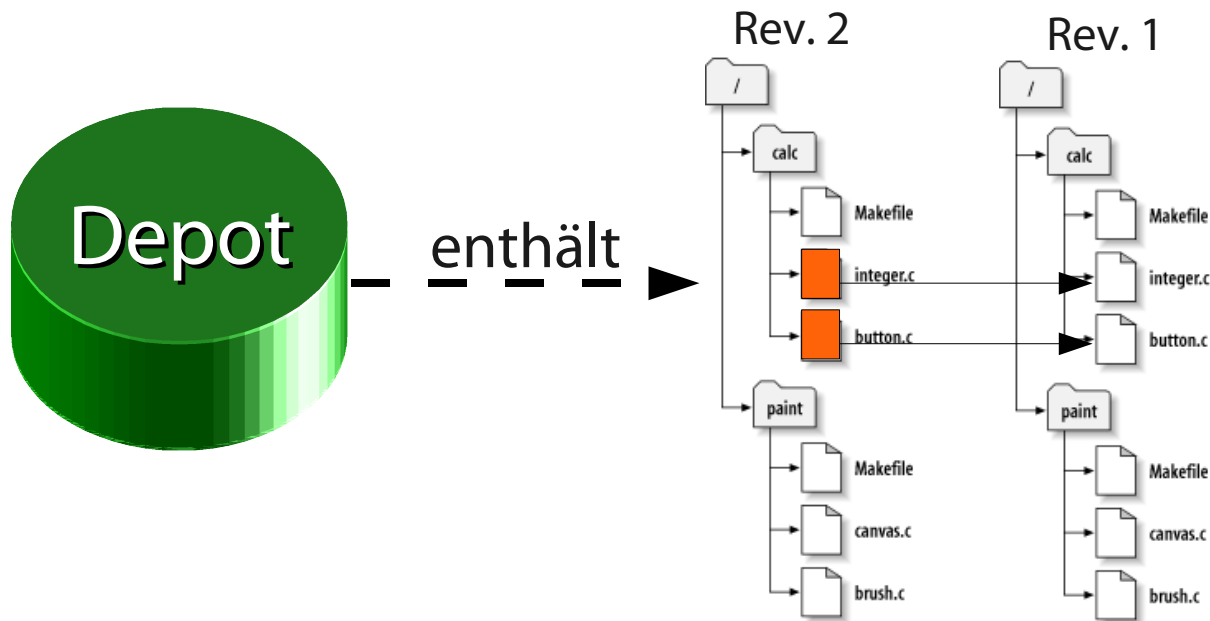 Depot
enthält
Rev. 2
/
calc
Makefile
integer.c
button.c
paint
Makefile
canvas.c
brush.c
Rev. 1
/
calc
Makefile
integer.c
button.c
paint
Makefile
canvas.c
brush.c